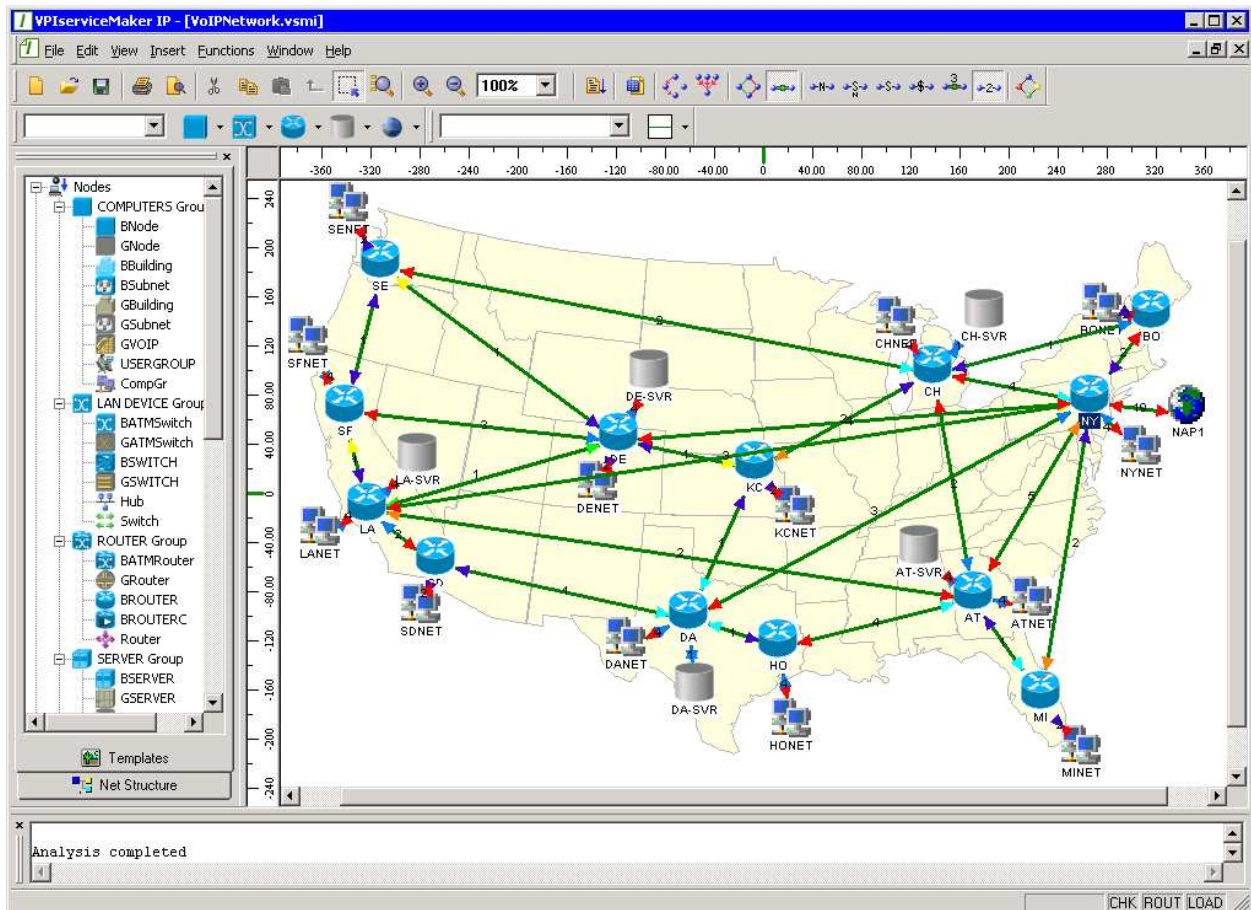 VPIserviceMaker IP - [VoIPNetwork.vsmi]
File Edit View Insert Functions Window Help
100%
-360 -320 -280 -240 -200 -160 -120 -80.00 -40.00 0 40.00 80.00 120 160 200 240 280 320 360
240
200
160
120
80.00
40.00
0
-40.00
-80.00
-120
-160
-200
-240
Nodes
COMPUTERS Grou
BNode
GNode
BBuilding
BSubnet
GBuilding
GSubnet
GVOIP
USERGROUP
CompGr
LAN DEVICE Group
BATMSwitch
GATMSwitch
BSWITCH
GSWITCH
Hub
Switch
ROUTER Group
BATMRouter
GRouter
BROUTER
BROUTERC
Router
SERVER Group
BSERVER
GSERVER
Templates
Net Structure
SENET
SE
SFNET
SF
CHNET
CH-SVR
CH
BONET
BO
DE-SVR
DE
DENET
LA-SVR
LA
LANET
KC
KCNET
NY
NYNET
NAP1
SDNET
AT-SVR
AT
ATNET
DA
DANET
DA-SVR
HO
HONET
MI
MINET
Analysis completed
CHK ROUT LOAD